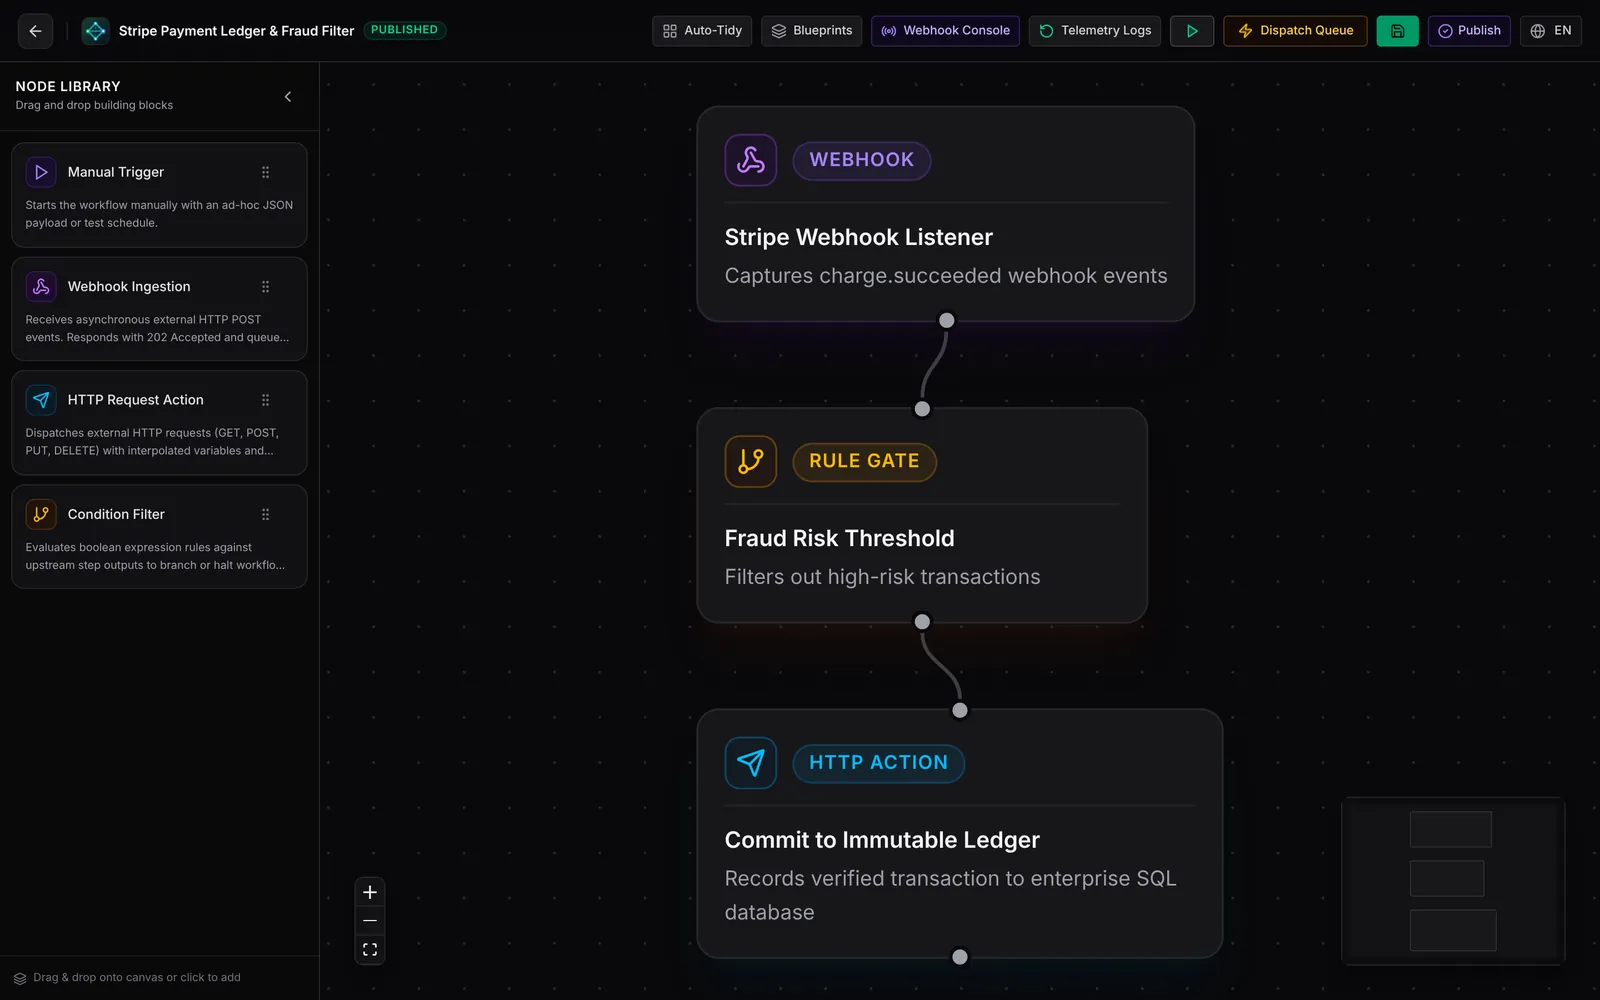 Stripe Payment Ledger & Fraud Filter
PUBLISHED
Auto-Tidy
Blueprints
Webhook Console
Telemetry Logs
Dispatch Queue
Publish
EN
NODE LIBRARY
Drag and drop building blocks
Manual Trigger
Starts the workflow manually with an ad-hoc JSON
payload or test schedule.
Webhook Ingestion
Receives asynchronous external HTTP POST
events. Responds with 202 Accepted and queue...
HTTP Request Action
Dispatches external HTTP requests (GET, POST,
PUT, DELETE) with interpolated variables and...
Condition Filter
Evaluates boolean expression rules against
upstream step outputs to branch or halt workflo...
Drag & drop onto canvas or click to add
WEBHOOK
Stripe Webhook Listener
Captures charge.succeeded webhook events
RULE GATE
Fraud Risk Threshold
Filters out high-risk transactions
HTTP ACTION
Commit to Immutable Ledger
Records verified transaction to enterprise SQL
database